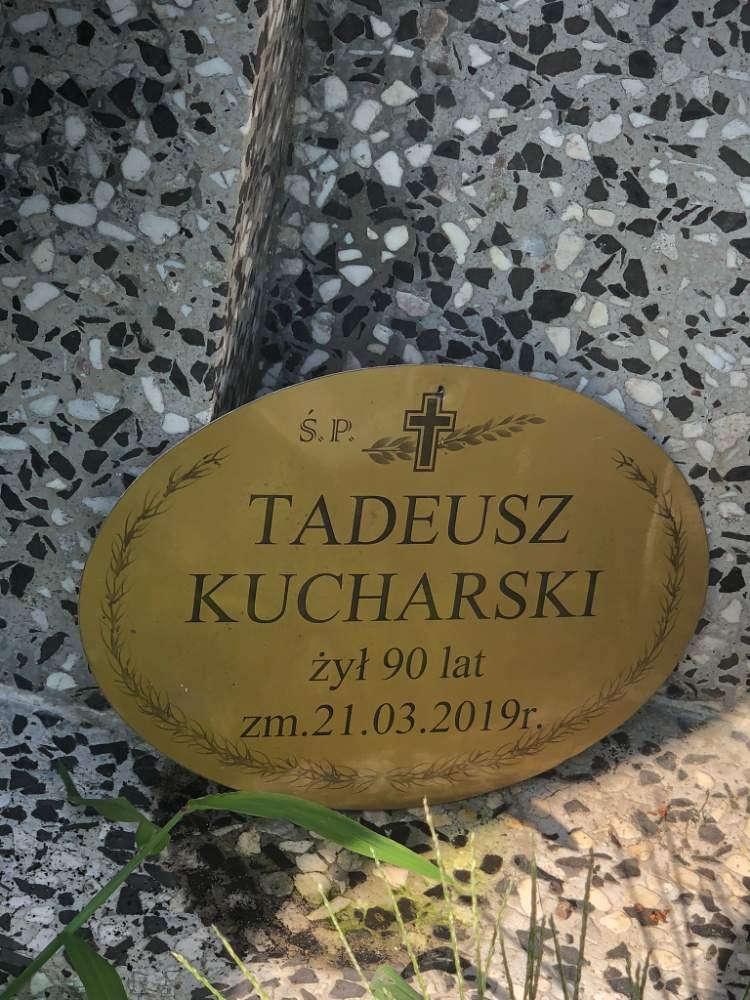 Ś.P.
TADEUSZ
KUCHARSKI
żył 90 lat
zm.21.03.2019r.